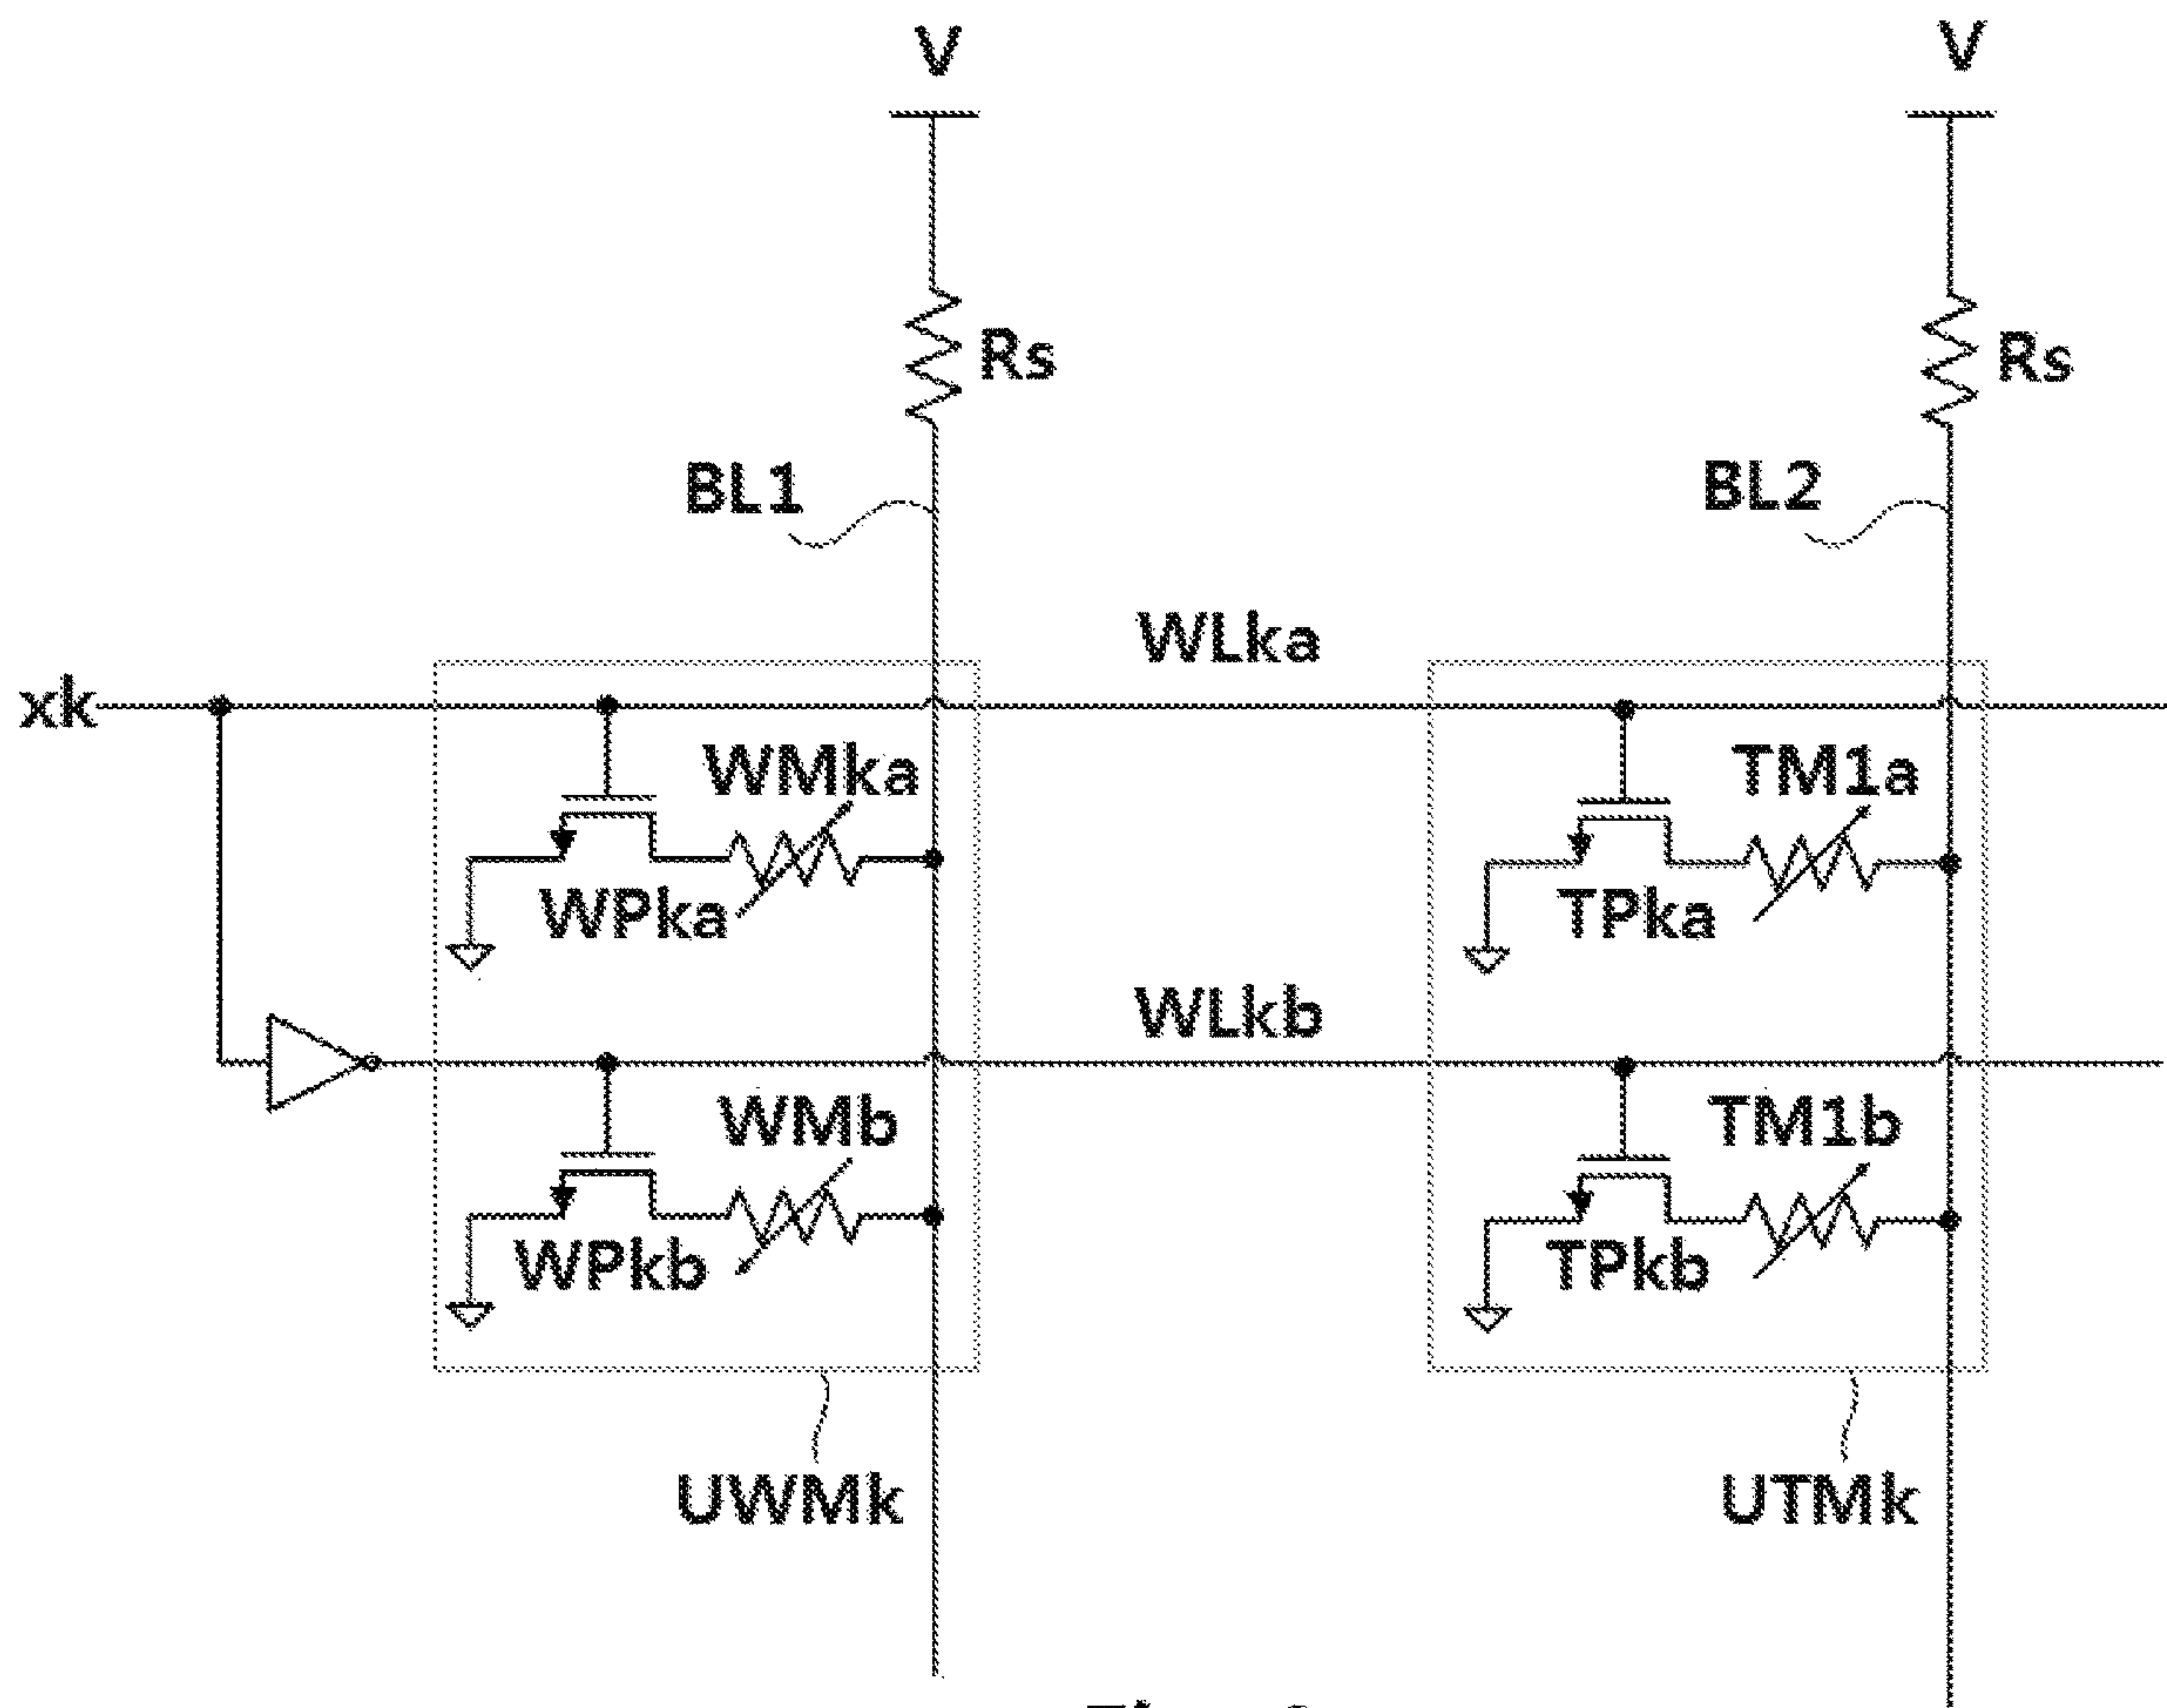 V
V
Rs
Rs
BL1
BL2
WLka
xk
WMka
TM1a
WPka
TPka
WLkb
WMb
TM1b
WPkb
TPkb
UWMk
UTMk